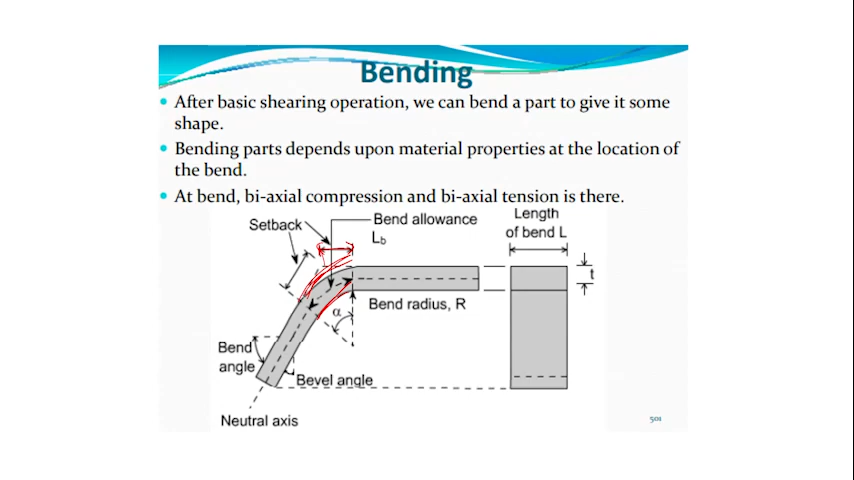 Bending
• After basic shearing operation, we can bend a part to give it some
shape.
• Bending parts depends upon material properties at the location of
the bend.
• At bend, bi-axial compression and bi-axial tension is there.
Setback
Bend allowance
Lb
Length
of bend L
t
Bend radius, R
α
Bend
angle
Bevel angle
Neutral axis
501